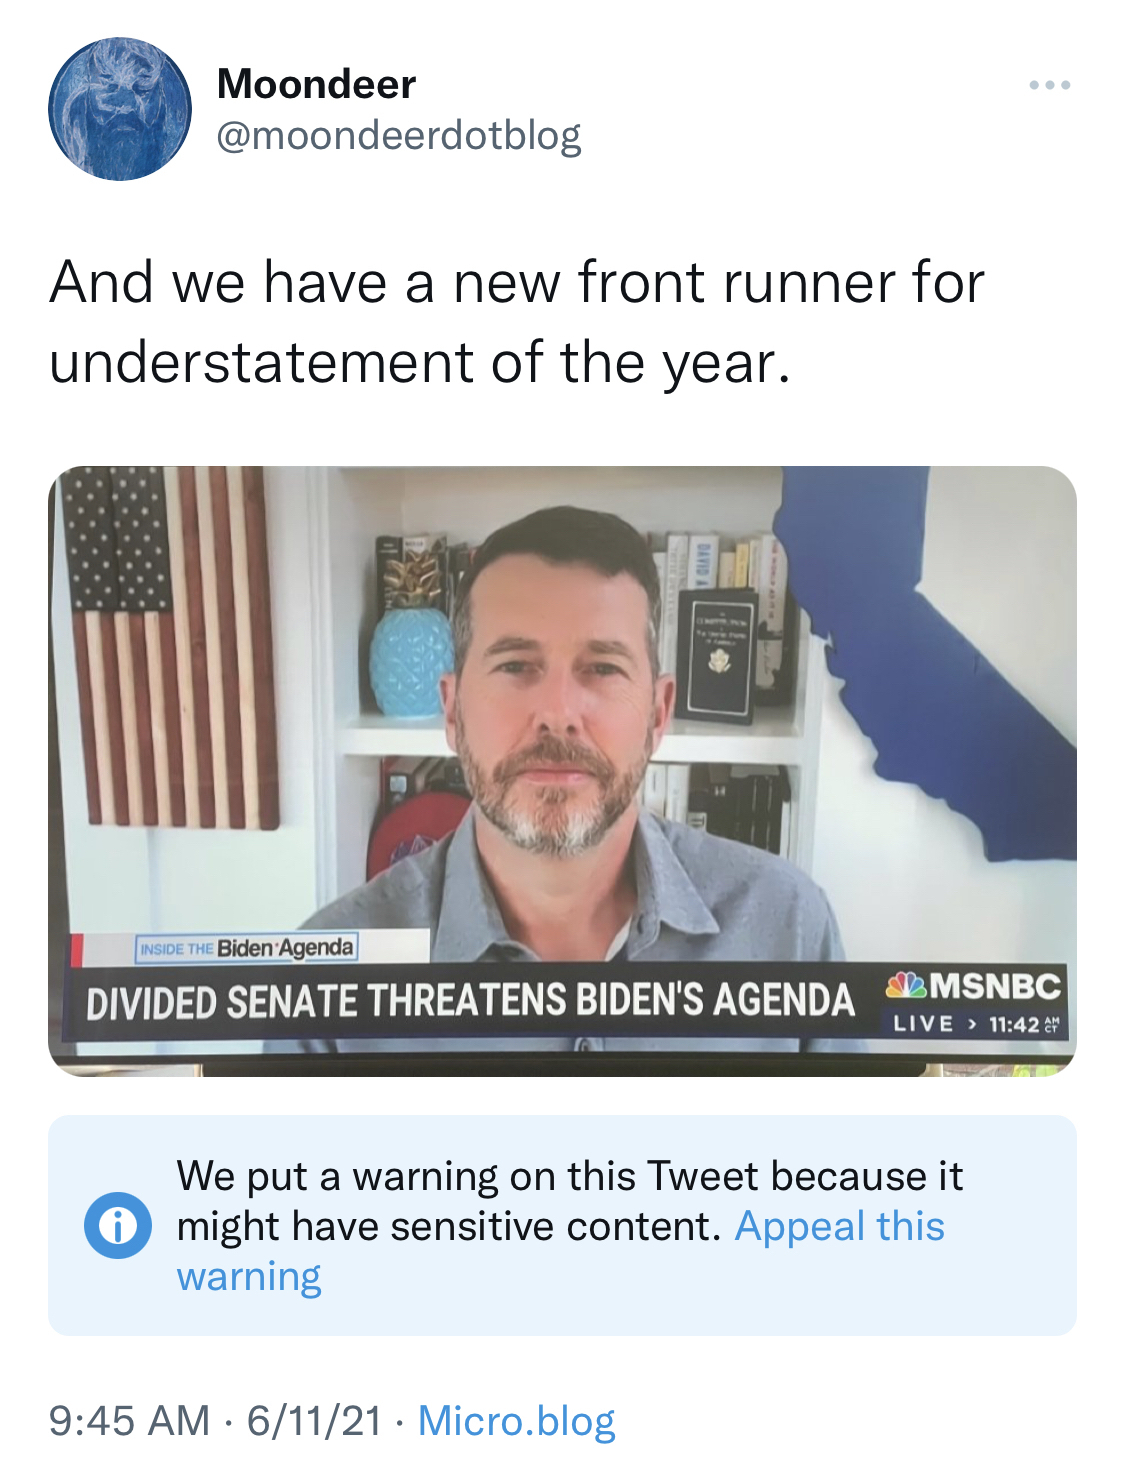 Moondeer
@moondeerdotblog
And we have a new front runner for
understatement of the year.
DAVID A
INSIDE THE Biden Agenda
DIVIDED SENATE THREATENS BIDEN'S AGENDA
MSNBC
LIVE > 11:42 AM CT
We put a warning on this Tweet because it
might have sensitive content. Appeal this
warning
9:45 AM · 6/11/21 · Micro.blog